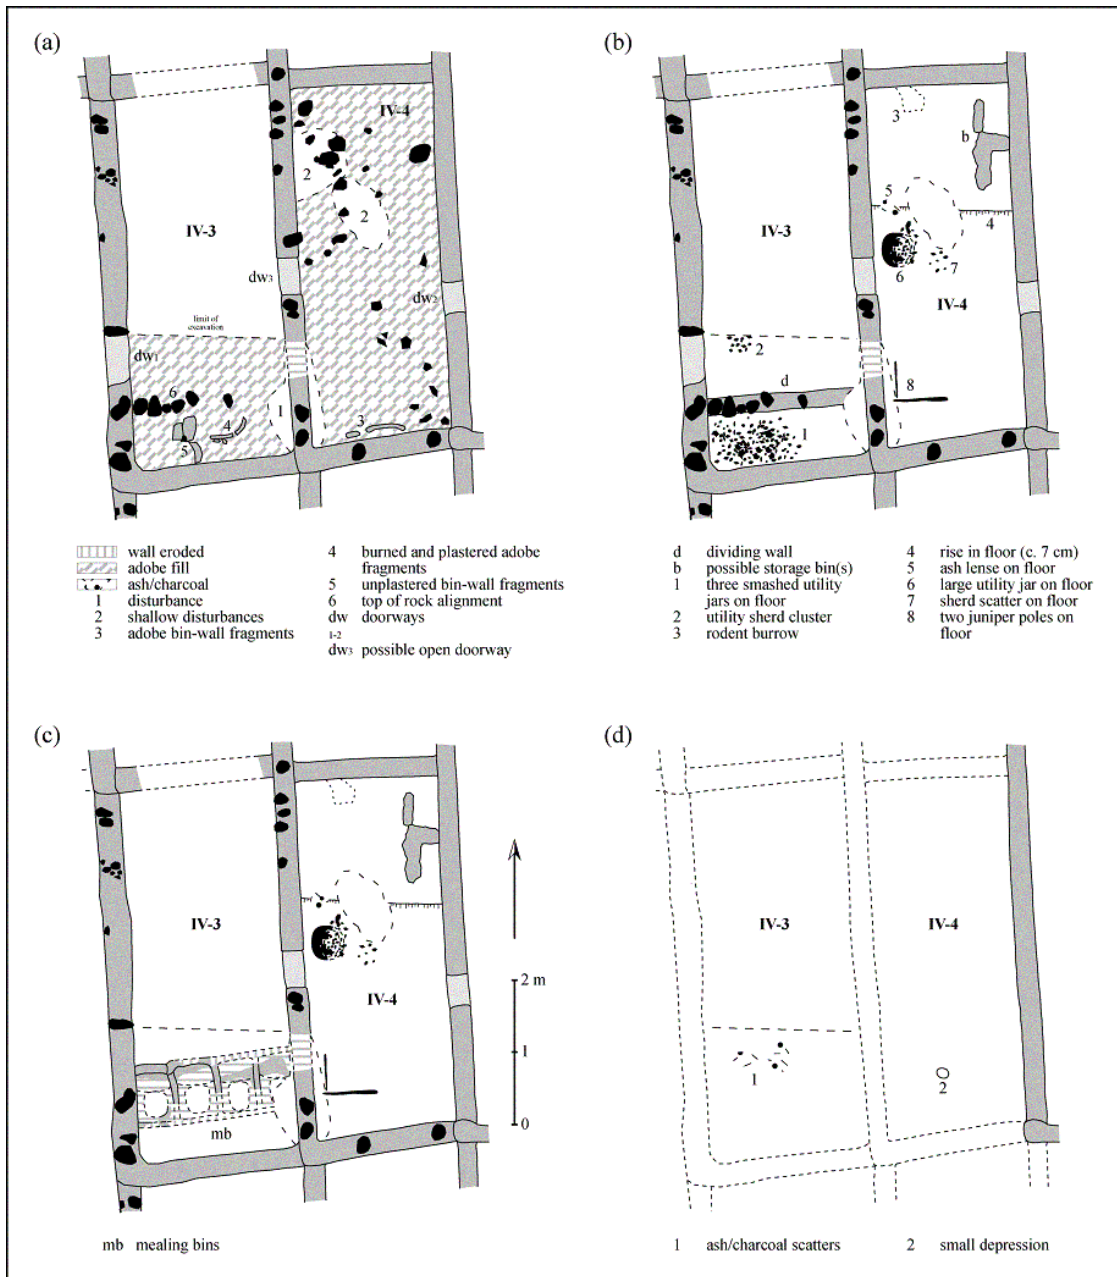 (a)
IV-4
2
2
IV-3
dw3
dw2
limit of
excavation
dw1
6
1
4
3
5
wall eroded
adobe fill
ash/charcoal
1 disturbance
2 shallow disturbances
3 adobe bin-wall fragments
4 burned and plastered adobe
fragments
5 unplastered bin-wall fragments
6 top of rock alignment
dw doorways
1-2
dw3 possible open doorway
(b)
3
b
5
IV-3
4
6
7
IV-4
2
d
8
1
d dividing wall
b possible storage bin(s)
1 three smashed utility
jars on floor
2 utility sherd cluster
3 rodent burrow
4 rise in floor (c. 7 cm)
5 ash lense on floor
6 large utility jar on floor
7 sherd scatter on floor
8 two juniper poles on
floor
(c)
IV-3
IV-4
2 m
1
0
mb
mb mealing bins
(d)
IV-3
IV-4
1
2
1 ash/charcoal scatters
2 small depression